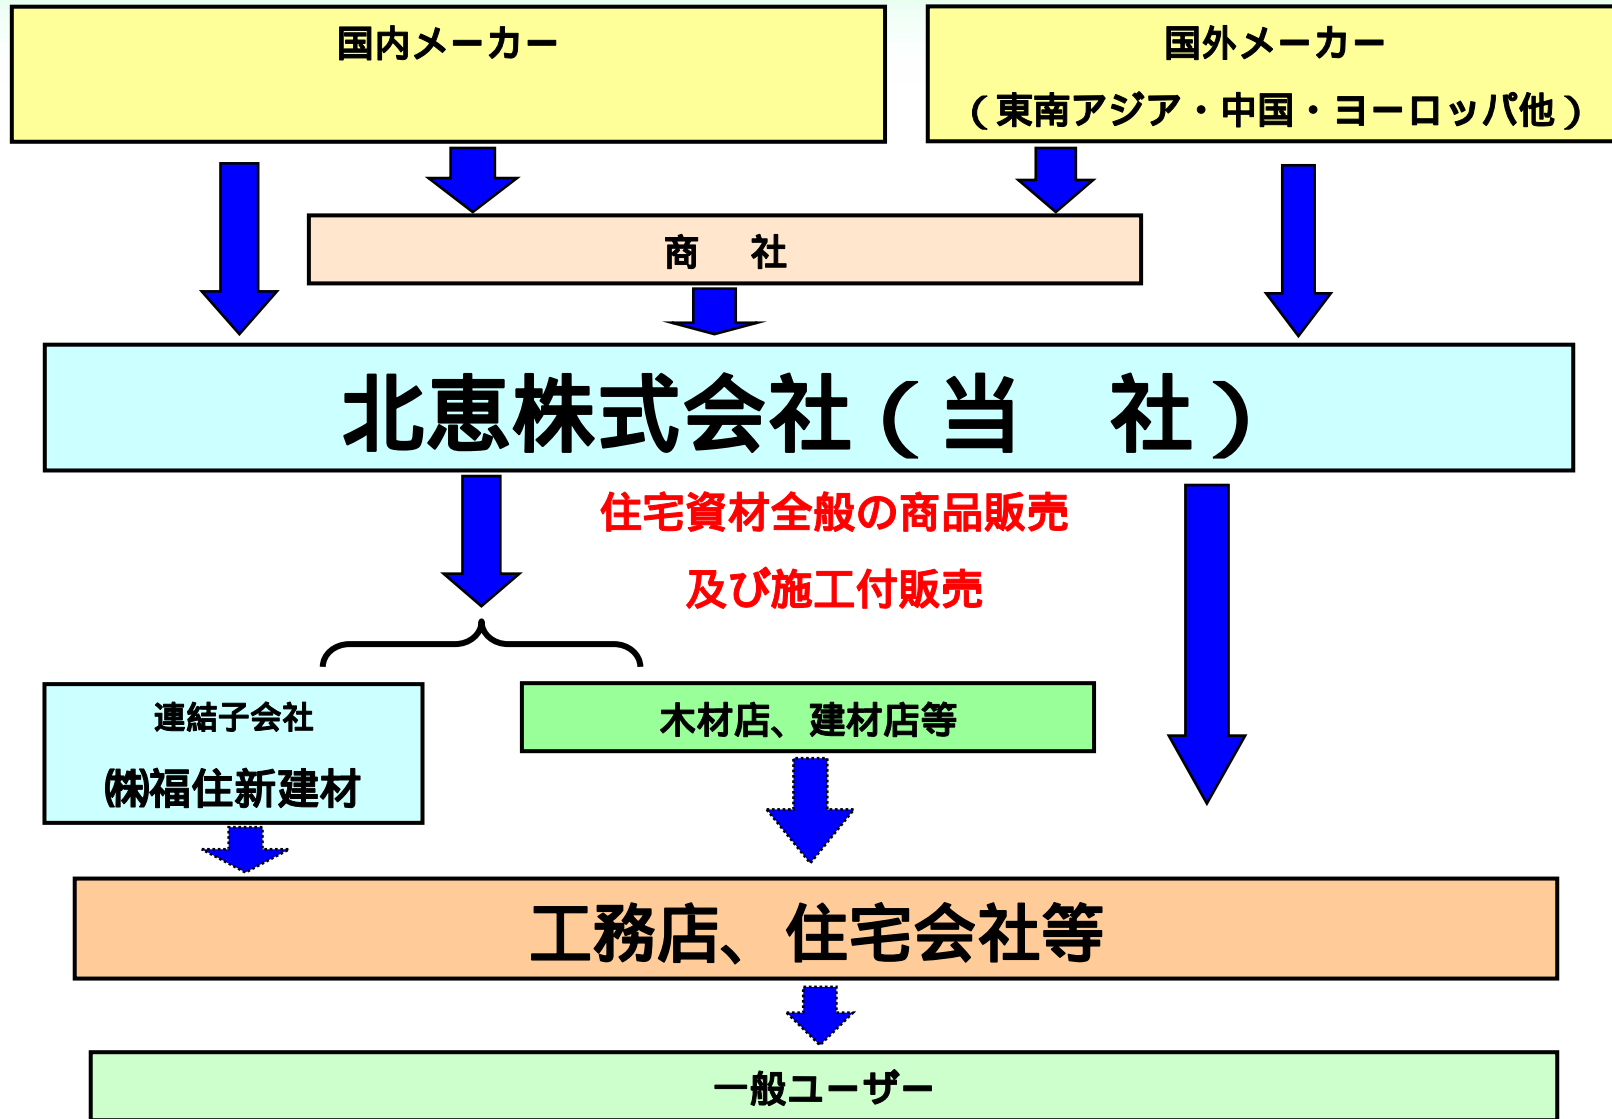 国内メーカー
国外メーカー
（東南アジア・中国・ヨーロッパ他）
商　社
北恵株式会社（当　社）
住宅資材全般の商品販売
及び施工付販売
連結子会社
㈱福住新建材
木材店、建材店等
工務店、住宅会社等
一般ユーザー